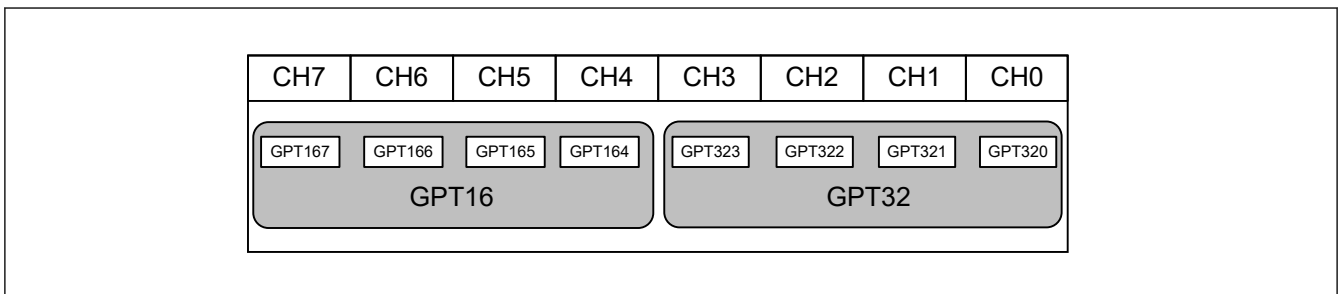 CH7 CH6 CH5 CH4 CH3 CH2 CH1 CH0
GPT167 GPT166 GPT165 GPT164 GPT323 GPT322 GPT321 GPT320
GPT16 GPT32